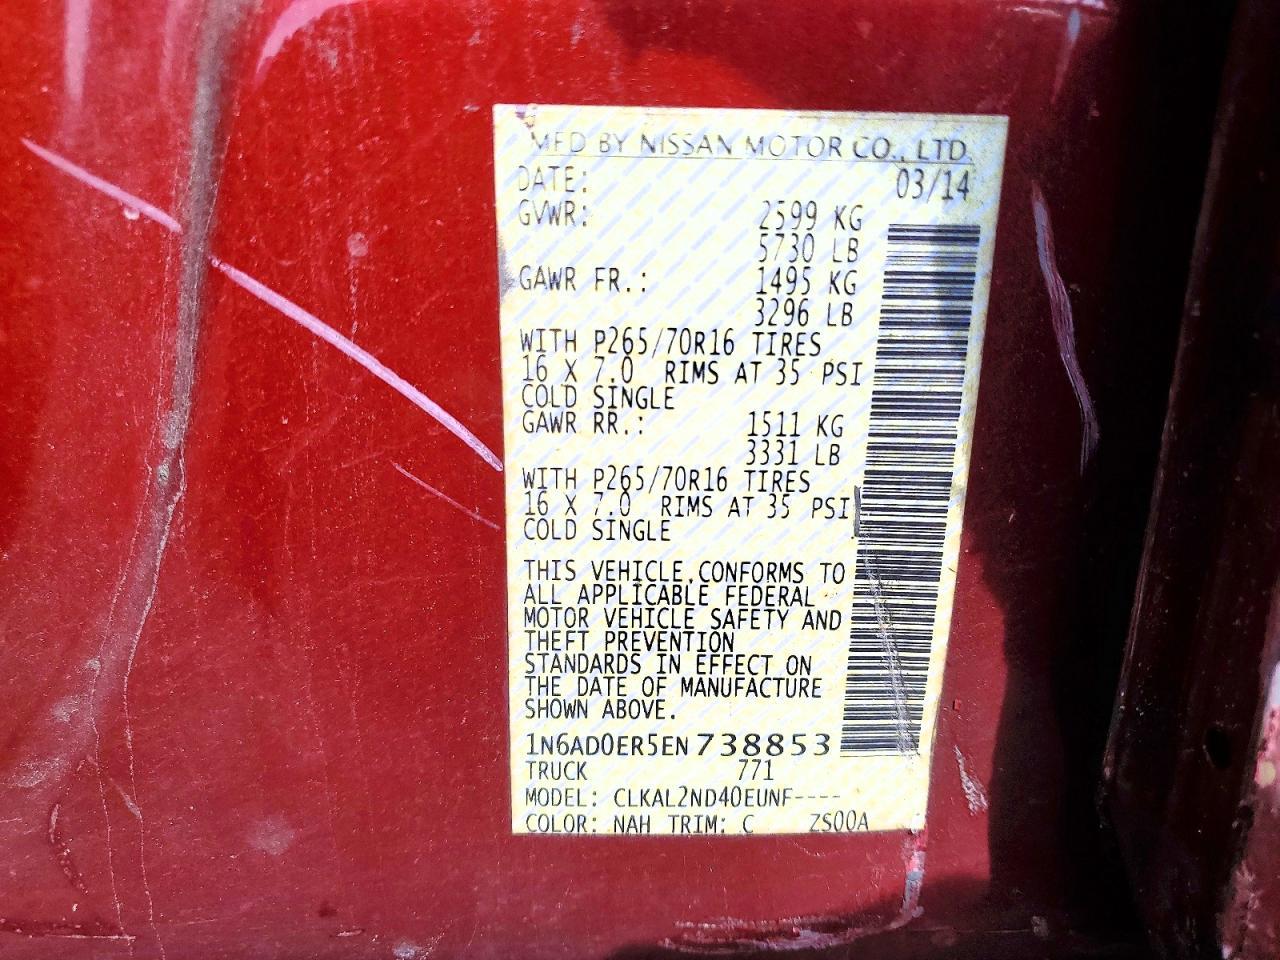 MFD BY NISSAN MOTOR CO., LTD.
DATE: 03/14
GVWR: 2599 KG
5730 LB
GAWR FR.: 1495 KG
3296 LB
WITH P265/70R16 TIRES
16 X 7.0 RIMS AT 35 PSI
COLD SINGLE
GAWR RR.: 1511 KG
3331 LB
WITH P265/70R16 TIRES
16 X 7.0 RIMS AT 35 PSI
COLD SINGLE
THIS VEHICLE CONFORMS TO
ALL APPLICABLE FEDERAL
MOTOR VEHICLE SAFETY AND
THEFT PREVENTION
STANDARDS IN EFFECT ON
THE DATE OF MANUFACTURE
SHOWN ABOVE.
1N6AD0ER5EN738853
TRUCK 771
MODEL: CLKAL2ND40EUNF----
COLOR: NAH TRIM: C ZS00A